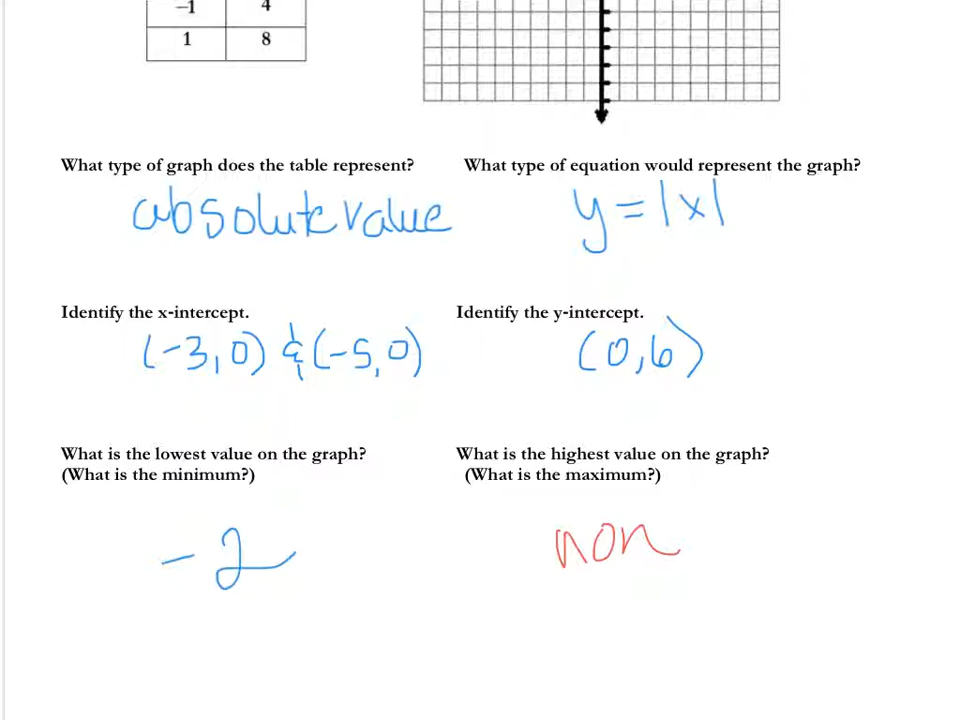 –1 4
1 8
What type of graph does the table represent? What type of equation would represent the graph?
absolute value y = |x|
Identify the x-intercept. Identify the y-intercept.
(-3, 0) & (-5, 0) (0, 6)
What is the lowest value on the graph? What is the highest value on the graph?
(What is the minimum?) (What is the maximum?)
-2 non